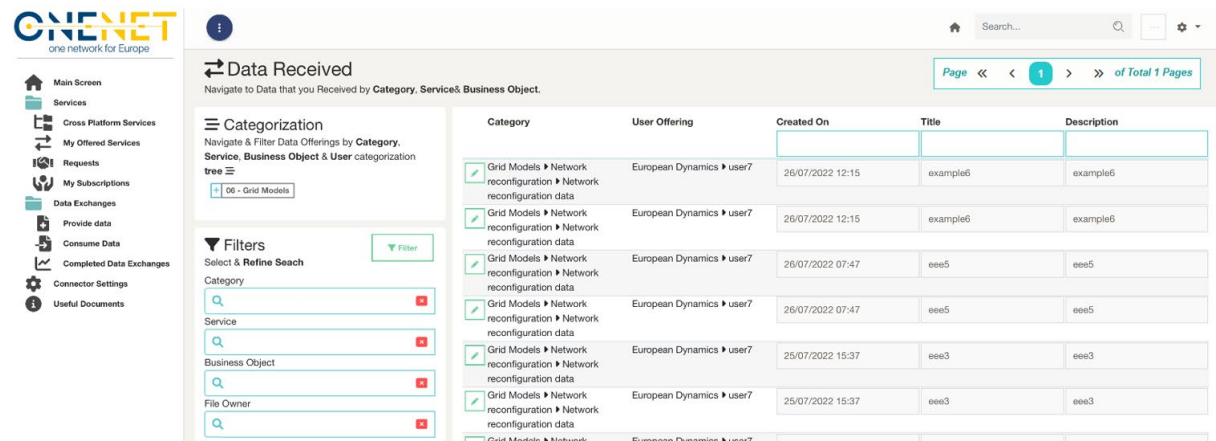 ONENET
one network for Europe
Search...
Main Screen
Services
Cross Platform Services
My Offered Services
Requests
My Subscriptions
Data Exchanges
Provide data
Consume Data
Completed Data Exchanges
Connector Settings
Useful Documents
Data Received
Navigate to Data that you Received by Category, Service& Business Object.
Page 1 of Total 1 Pages
Categorization
Navigate & Filter Data Offerings by Category,
Service, Business Object & User categorization
tree
06 - Grid Models
Filters
Filter
Select & Refine Seach
Category
Service
Business Object
File Owner
Category User Offering Created On Title Description
Grid Models Network European Dynamics user7 26/07/2022 12:15 example6 example6
reconfiguration Network
reconfiguration data
Grid Models Network European Dynamics user7 26/07/2022 12:15 example6 example6
reconfiguration Network
reconfiguration data
Grid Models Network European Dynamics user7 26/07/2022 07:47 eee5 eee5
reconfiguration Network
reconfiguration data
Grid Models Network European Dynamics user7 26/07/2022 07:47 eee5 eee5
reconfiguration Network
reconfiguration data
Grid Models Network European Dynamics user7 25/07/2022 15:37 eee3 eee3
reconfiguration Network
reconfiguration data
Grid Models Network European Dynamics user7 25/07/2022 15:37 eee3 eee3
reconfiguration Network
reconfiguration data
Grid Models Network European Dynamics user7